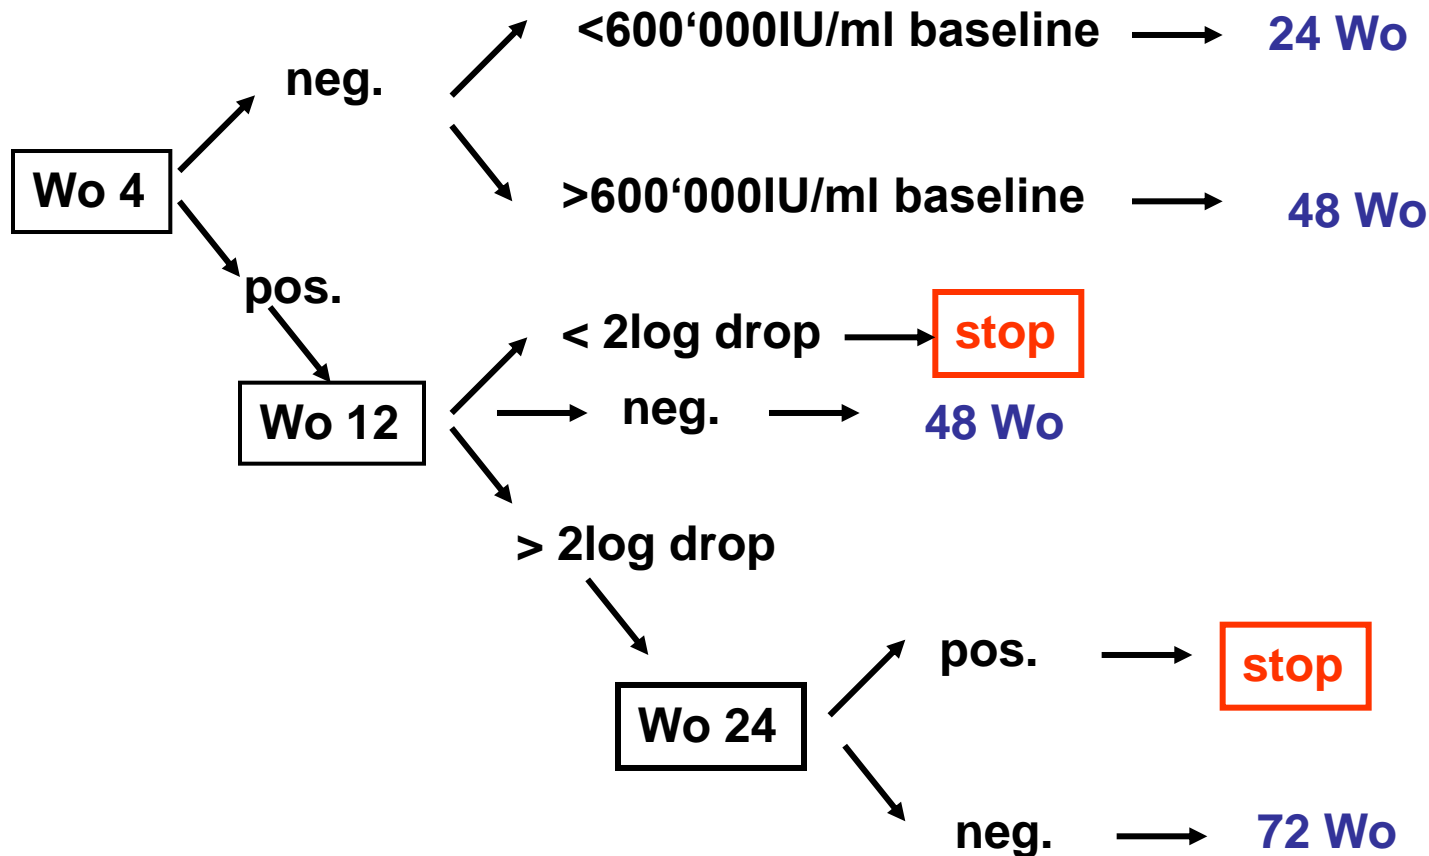 <600‘000IU/ml baseline
24 Wo
neg.
Wo 4
>600‘000IU/ml baseline
48 Wo
pos.
< 2log drop
stop
Wo 12
neg.
48 Wo
> 2log drop
pos.
stop
Wo 24
neg.
72 Wo